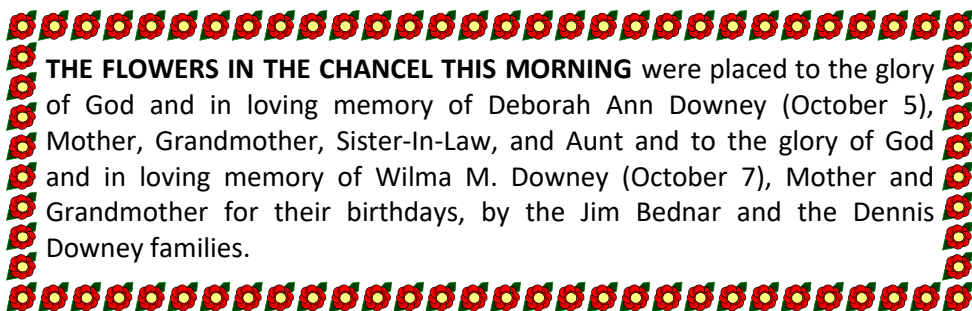 THE FLOWERS IN THE CHANCEL THIS MORNING were placed to the glory
of God and in loving memory of Deborah Ann Downey (October 5),
Mother, Grandmother, Sister-In-Law, and Aunt and to the glory of God
and in loving memory of Wilma M. Downey (October 7), Mother and
Grandmother for their birthdays, by the Jim Bednar and the Dennis
Downey families.